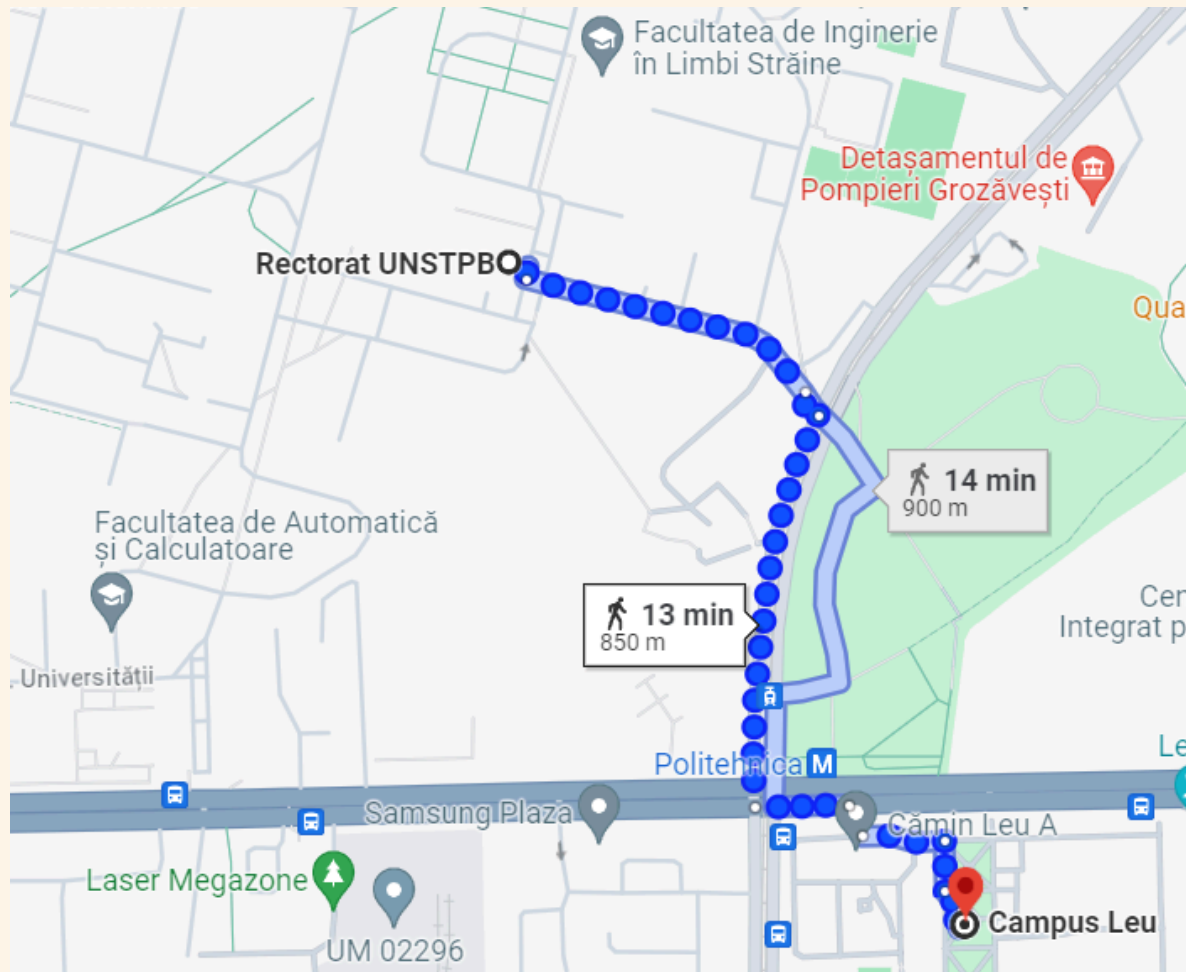 Facultatea de Inginerie
în Limbi Străine
Detașamentul de
Pompieri Grozăvești
Rectorat UNSTPB
Qua
14 min
900 m
Facultatea de Automatică
și Calculatoare
13 min
850 m
Cen
Integrat p
Universității
Politehnica M
Le
Samsung Plaza
Cămin Leu A
Laser Megazone
Campus Leu
UM 02296